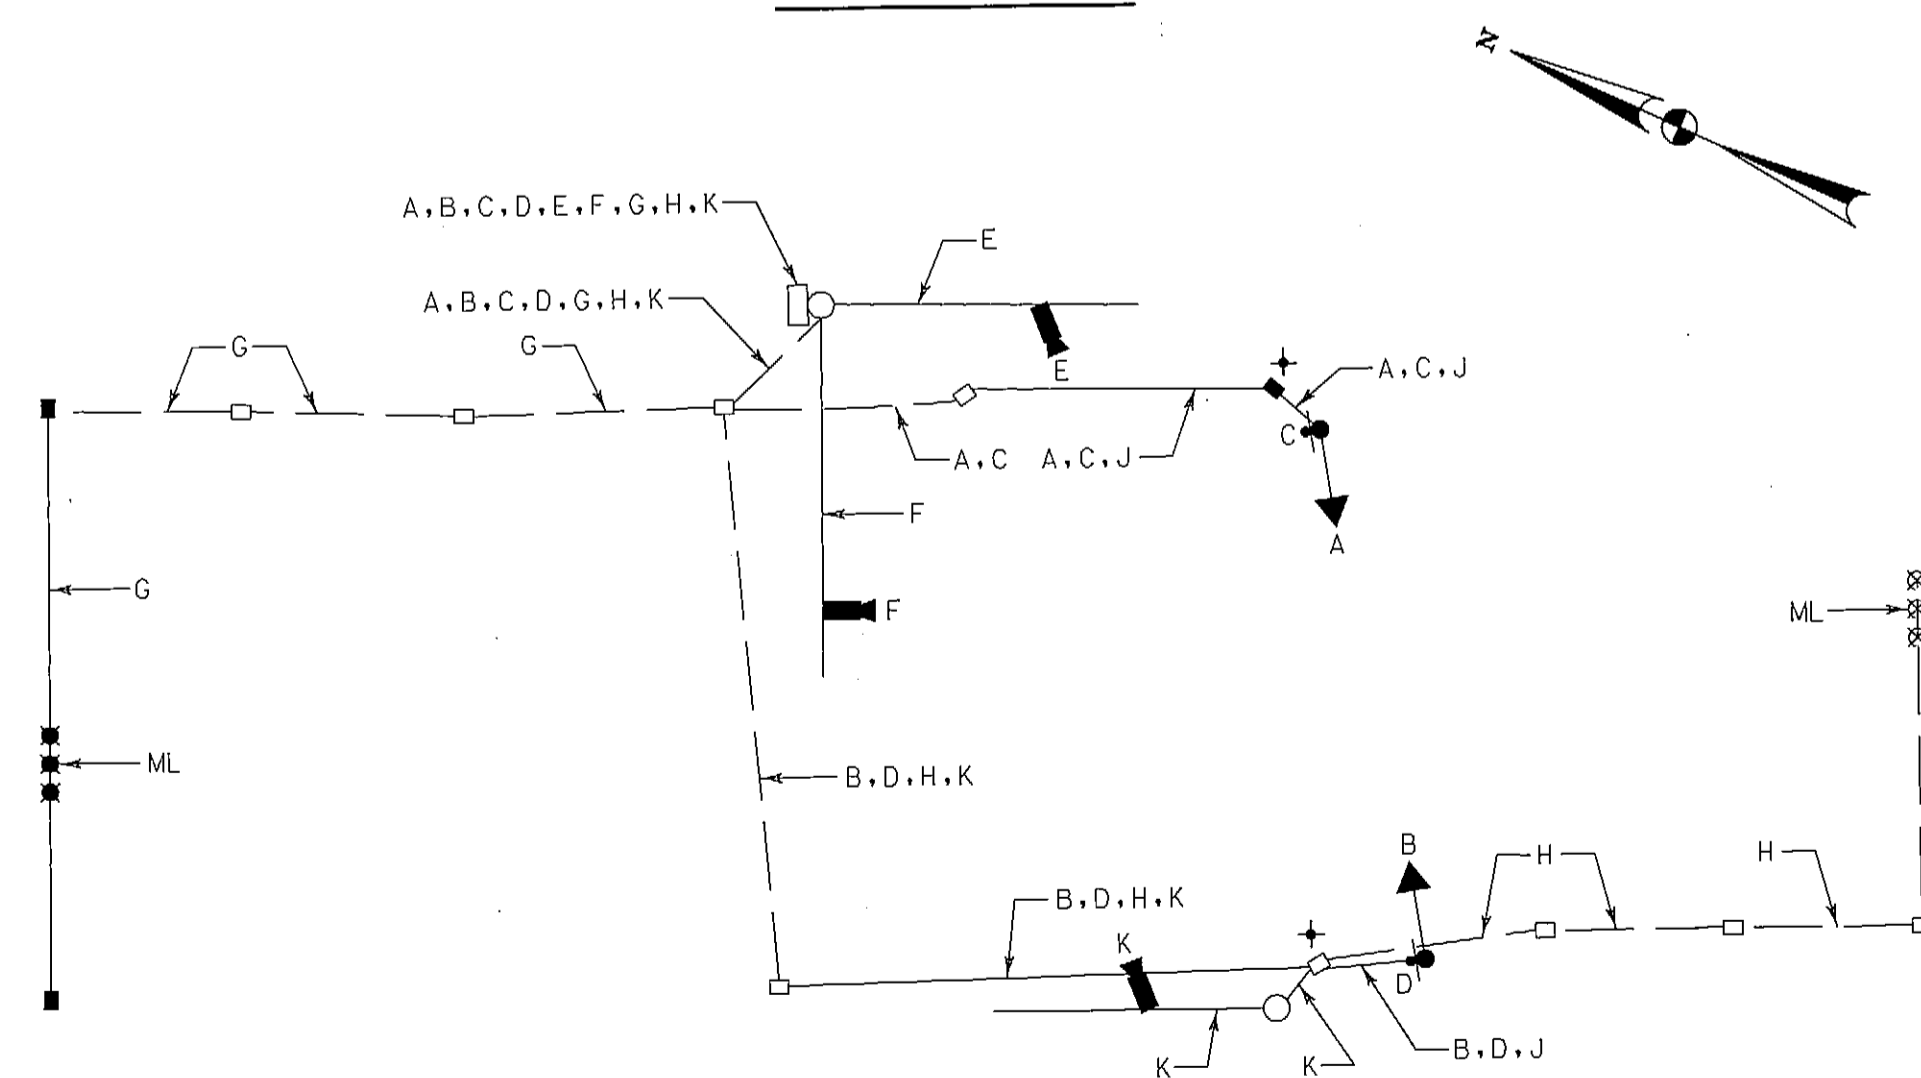 N
A,B,C,D,E,F,G,H,K
E
A,B,C,D,G,H,K
G
G
E
A,C,J
C
A,C
A,C,J
F
A
G
F
ML
ML
B,D,H,K
B
H
H
B,D,H,K
K
D
B,D,J
K
K